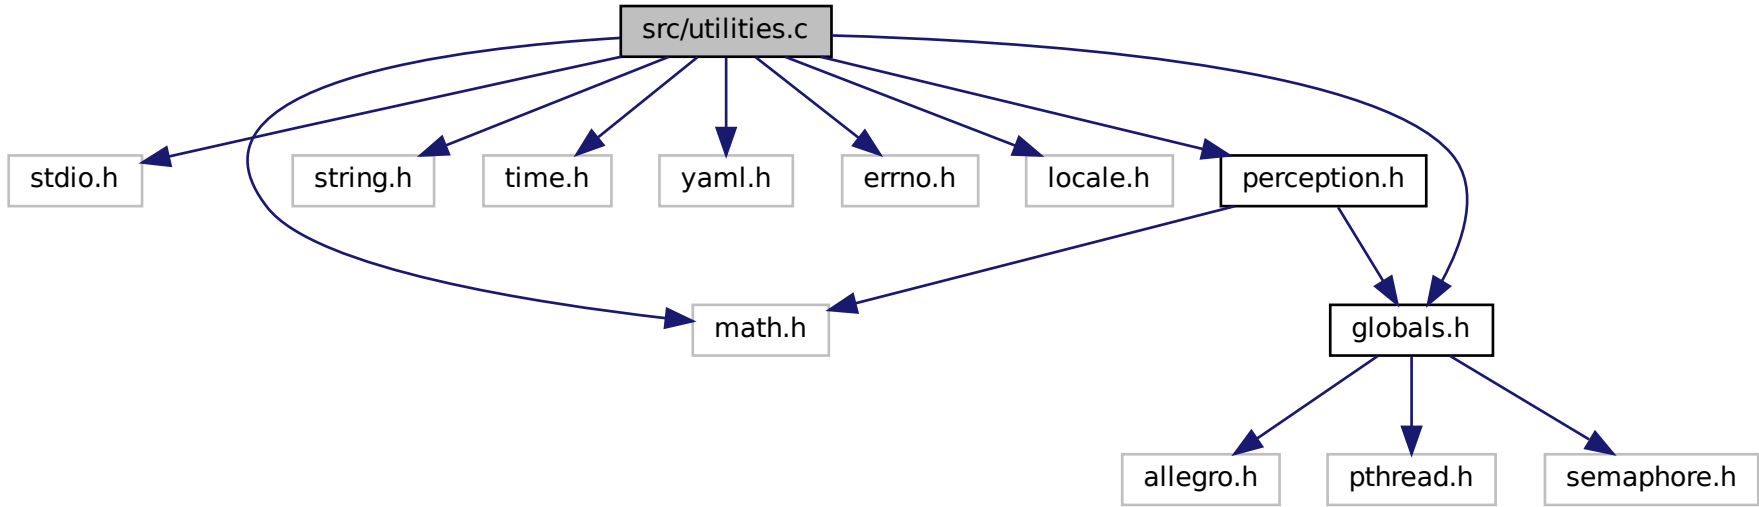 src/utilities.c
stdio.h
string.h
time.h
yaml.h
errno.h
locale.h
perception.h
math.h
globals.h
allegro.h
pthread.h
semaphore.h